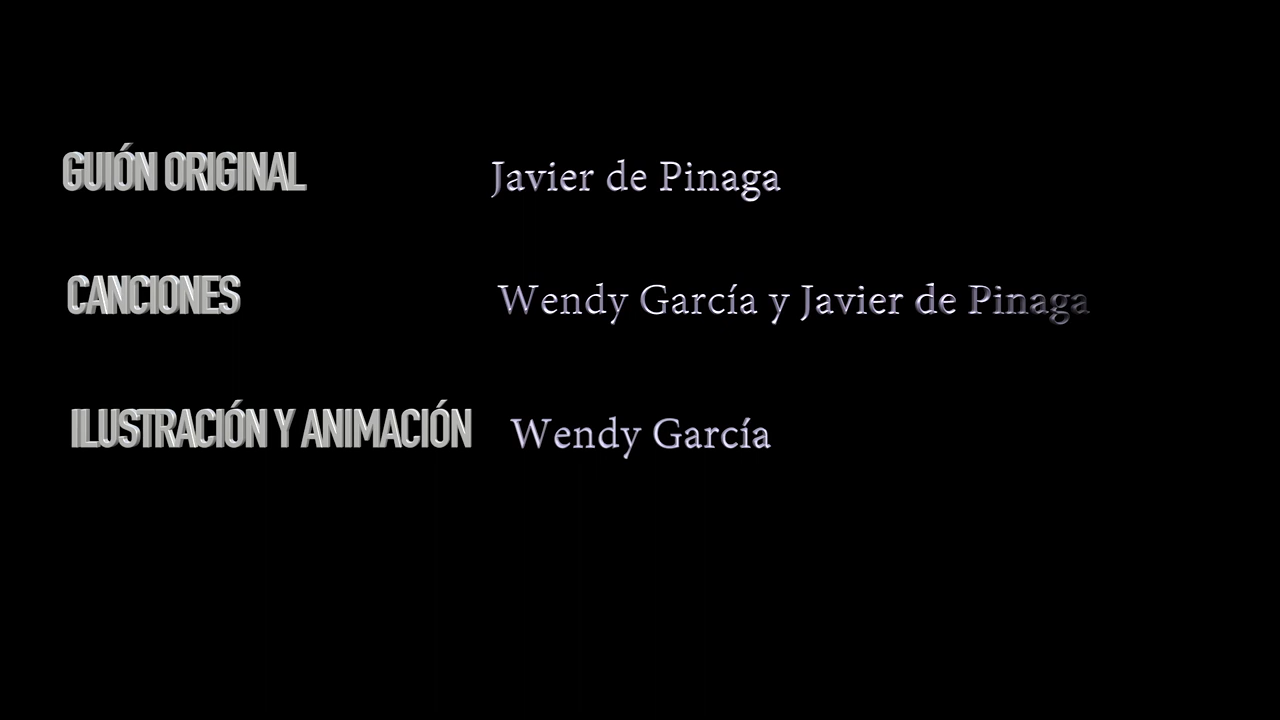 GUIÓN ORIGINAL Javier de Pinaga
CANCIONES Wendy García y Javier de Pinaga
ILUSTRACIÓN Y ANIMACIÓN Wendy García